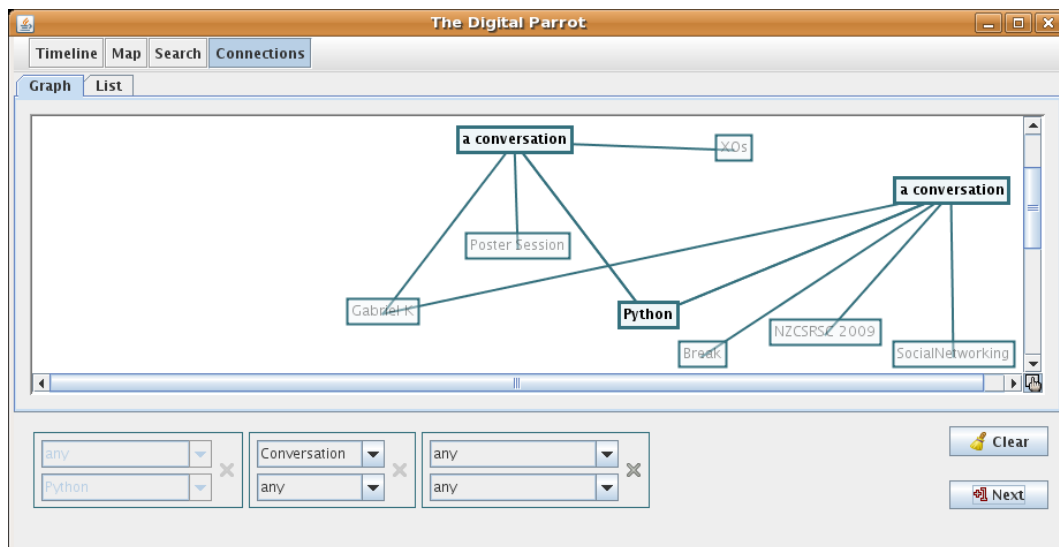 The Digital Parrot
Timeline Map Search Connections
Graph List
a conversation
XOs
a conversation
Poster Session
Gabriel K
Python
NZCSRSC 2009
Break
SocialNetworking
any Conversation any
Python any any
Clear
Next